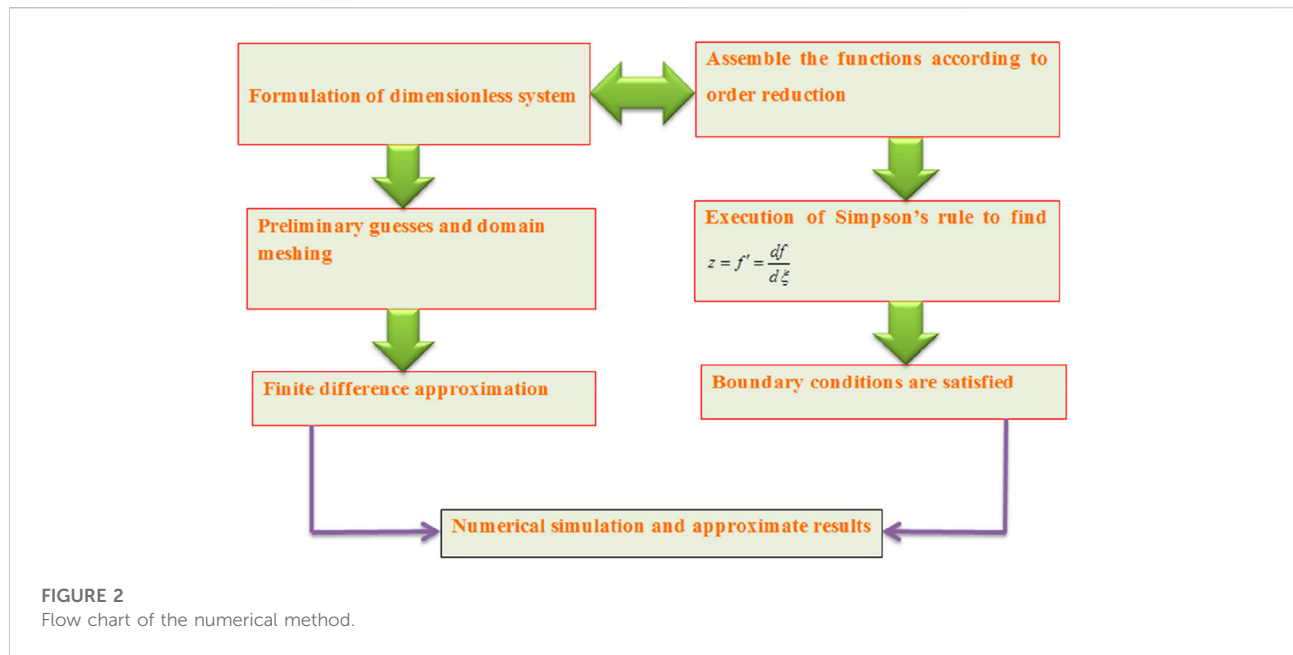 Formulation of dimensionless system
Assemble the functions according to
order reduction
Preliminary guesses and domain
meshing
Execution of Simpson's rule to find
z = f' = df/dξ
Finite difference approximation
Boundary conditions are satisfied
Numerical simulation and approximate results
FIGURE 2
Flow chart of the numerical method.